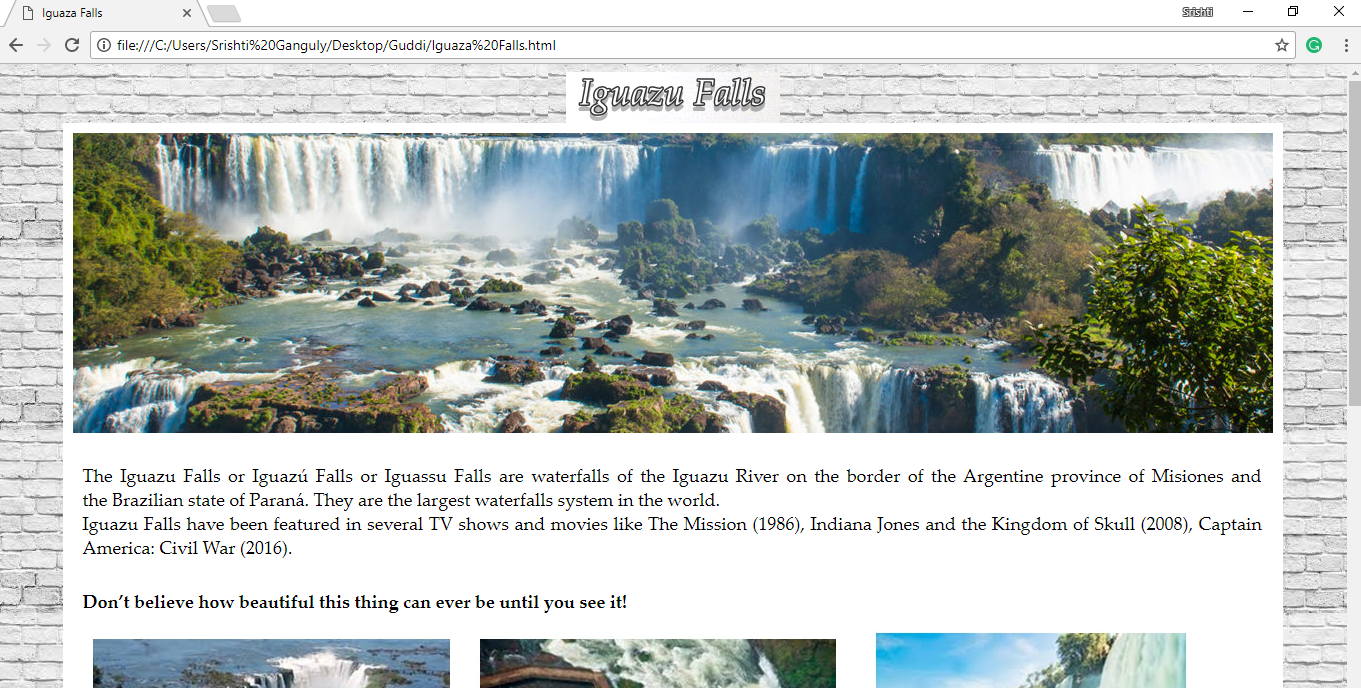 Iguaza Falls
Srishti
file:///C:/Users/Srishti%20Ganguly/Desktop/Guddi/Iguaza%20Falls.html
Iguazu Falls
The Iguazu Falls or Iguazú Falls or Iguassu Falls are waterfalls of the Iguazu River on the border of the Argentine province of Misiones and
the Brazilian state of Paraná. They are the largest waterfalls system in the world.
Iguazu Falls have been featured in several TV shows and movies like The Mission (1986), Indiana Jones and the Kingdom of Skull (2008), Captain
America: Civil War (2016).
Don’t believe how beautiful this thing can ever be until you see it!